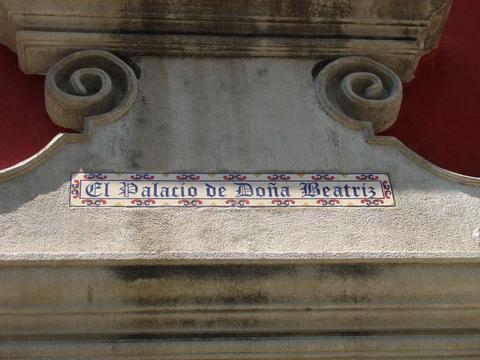 El Palacio de Doña Beatriz